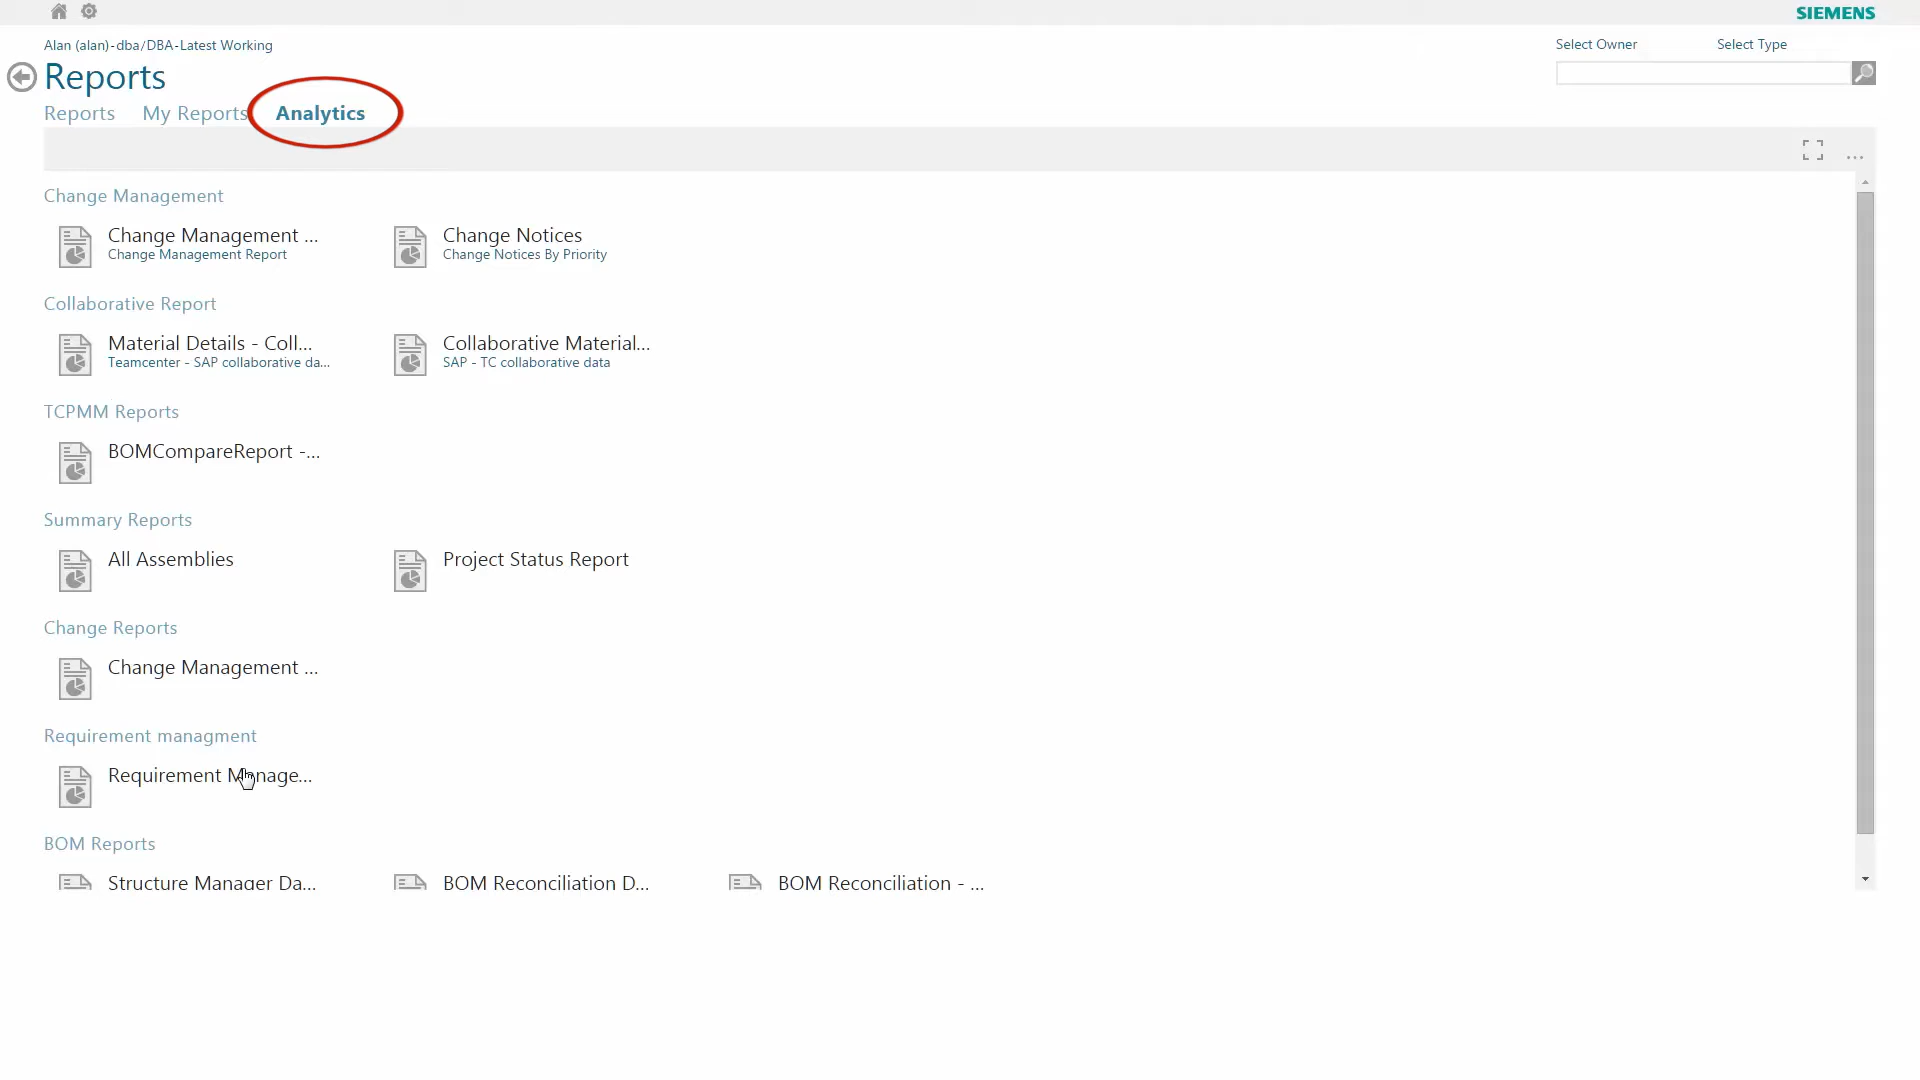 SIEMENS
Alan (alan)-dba/DBA-Latest Working
Select Owner
Select Type
Reports
Reports
My Reports
Analytics
...
Change Management
Change Management ...
Change Management Report
Change Notices
Change Notices By Priority
Collaborative Report
Material Details - Coll...
Teamcenter - SAP collaborative da...
Collaborative Material...
SAP - TC collaborative data
TCPMM Reports
BOMCompareReport -...
Summary Reports
All Assemblies
Project Status Report
Change Reports
Change Management ...
Requirement managment
Requirement Manage...
BOM Reports
Structure Manager Da...
BOM Reconciliation D...
BOM Reconciliation - ...